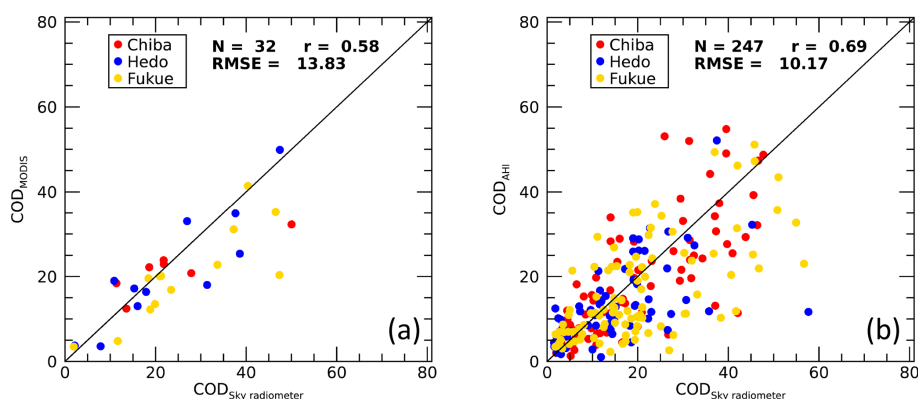 80
60
40
20
0
0 20 40 60 80
COD_MODIS
COD_Sky radiometer
Chiba
Hedo
Fukue
N = 32 r = 0.58
RMSE = 13.83
(a)
80
60
40
20
0
0 20 40 60 80
COD_AHI
COD_Sky radiometer
Chiba
Hedo
Fukue
N = 247 r = 0.69
RMSE = 10.17
(b)